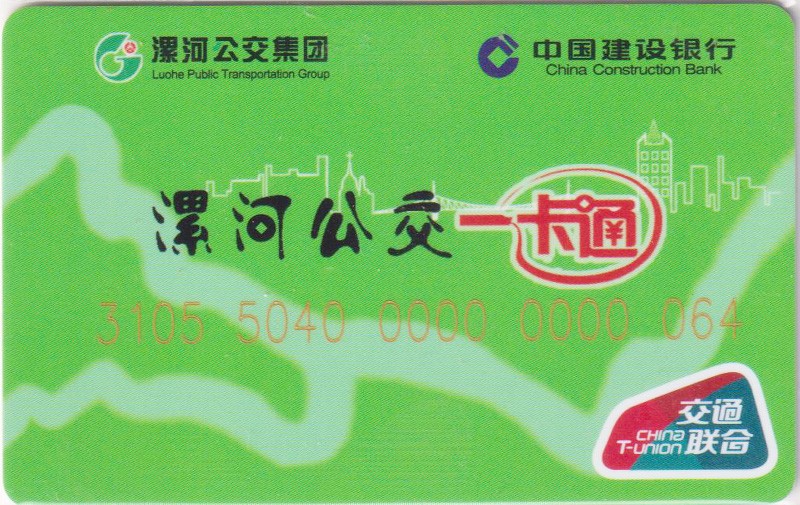 漯河公交集团
Luohe Public Transportation Group
中国建设银行
China Construction Bank
漯河公交一卡通
3105 5040 0000 0000 064
交通
联合
CHINA
T-UNION